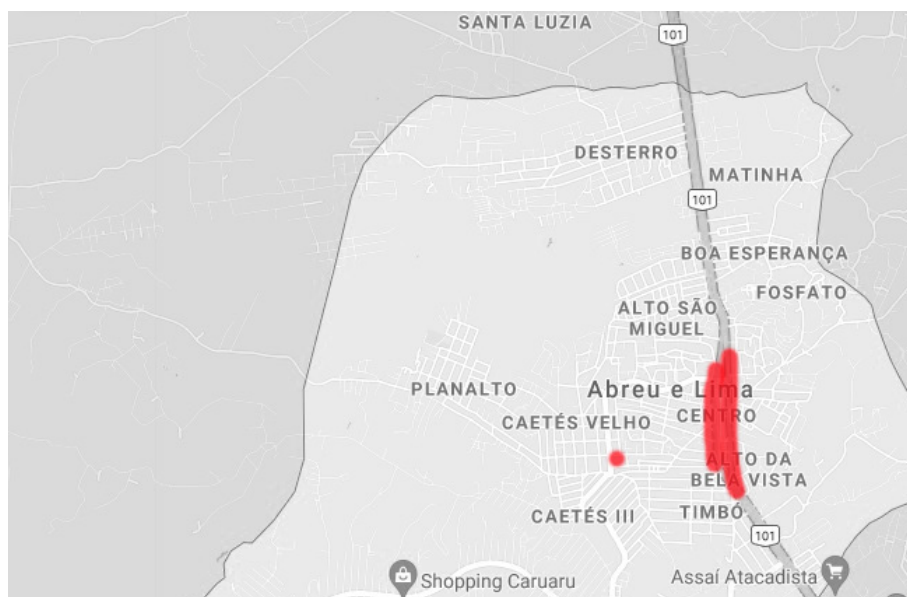 SANTA LUZIA
101
DESTERRO
MATINHA
101
BOA ESPERANÇA
FOSFATO
ALTO SÃO
MIGUEL
PLANALTO
Abreu e Lima
CENTRO
CAETÉS VELHO
ALTO DA
BELA VISTA
CAETÉS III
TIMBÓ
101
Shopping Caruaru
Assaí Atacadista